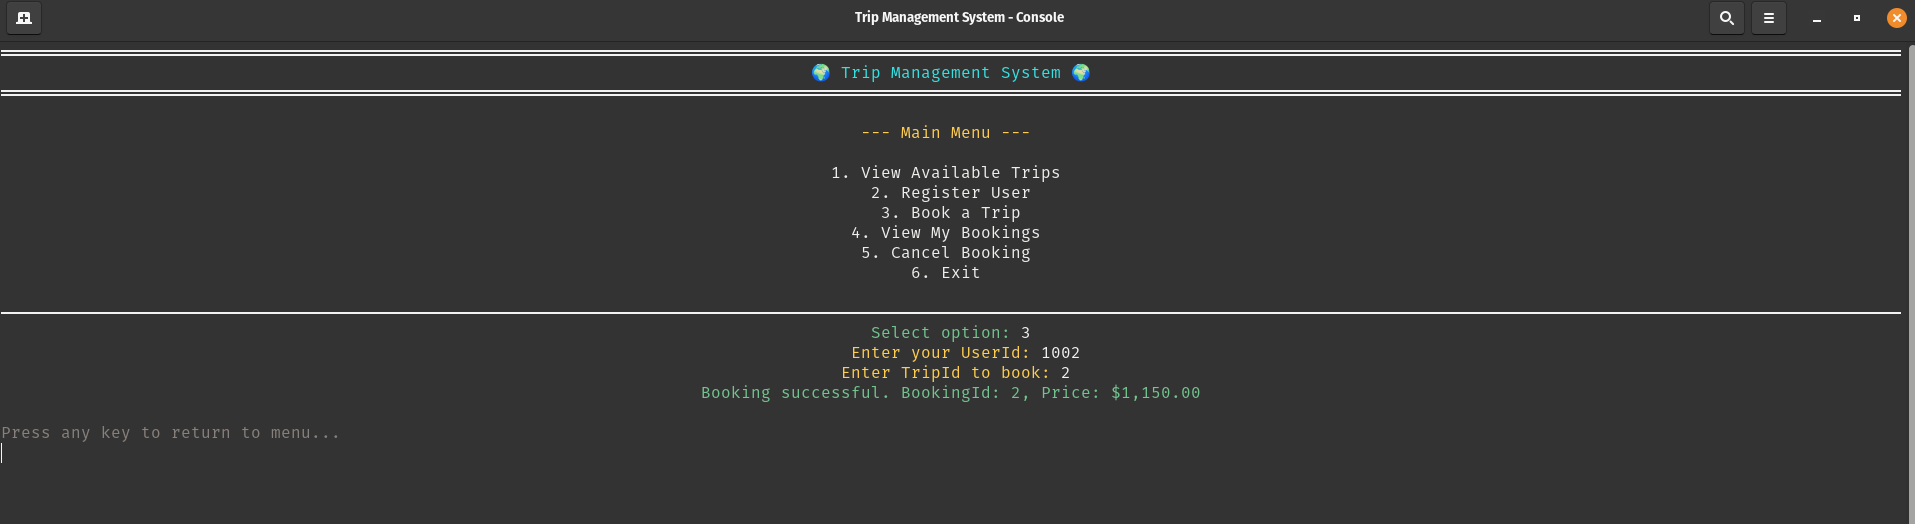 Trip Management System - Console
🌍 Trip Management System 🌍
--- Main Menu ---
1. View Available Trips
2. Register User
3. Book a Trip
4. View My Bookings
5. Cancel Booking
6. Exit
Select option: 3
Enter your UserId: 1002
Enter TripId to book: 2
Booking successful. BookingId: 2, Price: $1,150.00
Press any key to return to menu...